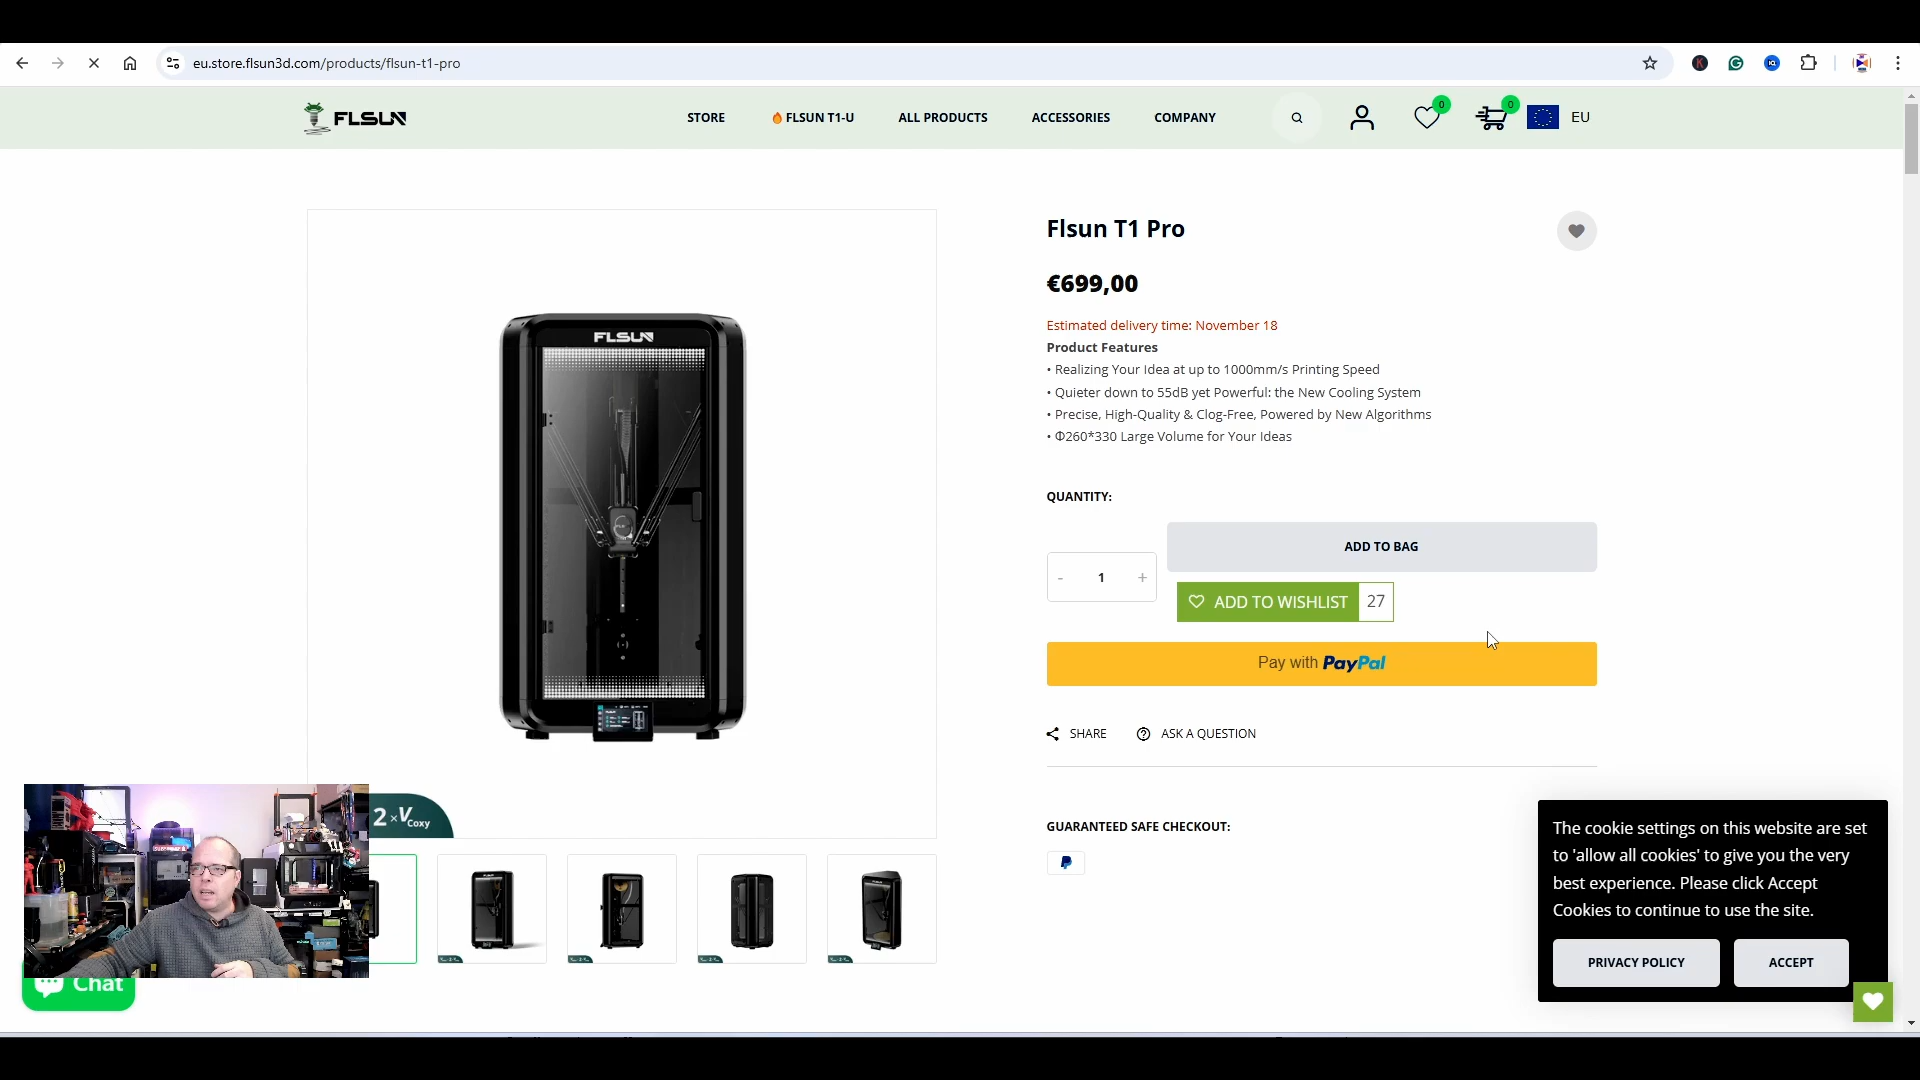 eu.store.flsun3d.com/products/flsun-t1-pro
FLSUN
STORE
FLSUN T1-U
ALL PRODUCTS
ACCESSORIES
COMPANY
0
0
EU
FLSUN
2×VCoxy
Flsun T1 Pro
€699,00
Estimated delivery time: November 18
Product Features
• Realizing Your Idea at up to 1000mm/s Printing Speed
• Quieter down to 55dB yet Powerful: the New Cooling System
• Precise, High-Quality & Clog-Free, Powered by New Algorithms
• Φ260*330 Large Volume for Your Ideas
QUANTITY:
- 1 +
ADD TO BAG
ADD TO WISHLIST 27
Pay with PayPal
SHARE
ASK A QUESTION
GUARANTEED SAFE CHECKOUT:
Chat
The cookie settings on this website are set
to 'allow all cookies' to give you the very
best experience. Please click Accept
Cookies to continue to use the site.
PRIVACY POLICY
ACCEPT